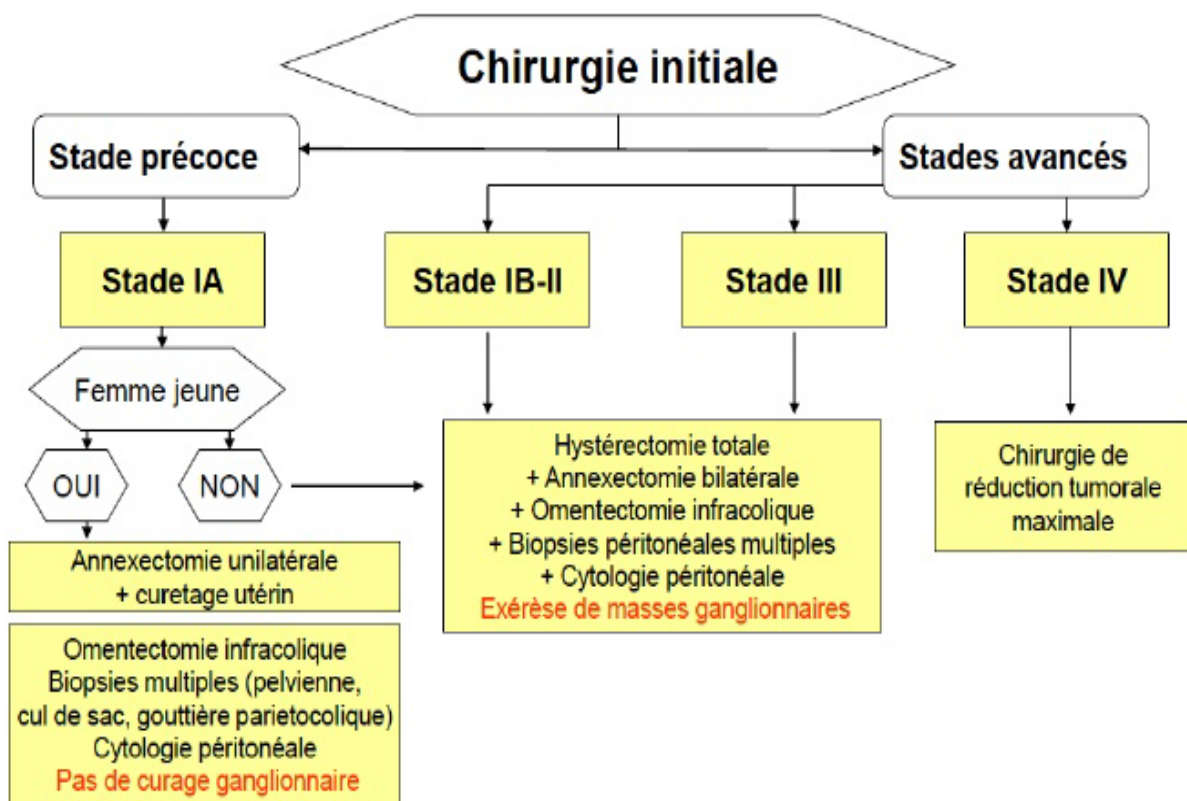 Chirurgie initiale
Stade précoce
Stades avancés
Stade IA
Stade IB-II
Stade III
Stade IV
Femme jeune
OUI
NON
Annexectomie unilatérale
+ curetage utérin
Omentectomie infracolique
Biopsies multiples (pelvienne,
cul de sac, gouttière parietocolique)
Cytologie péritonéale
Pas de curage ganglionnaire
Hystérectomie totale
+ Annexectomie bilatérale
+ Omentectomie infracolique
+ Biopsies péritonéales multiples
+ Cytologie péritonéale
Exérèse de masses ganglionnaires
Chirurgie de
réduction tumorale
maximale